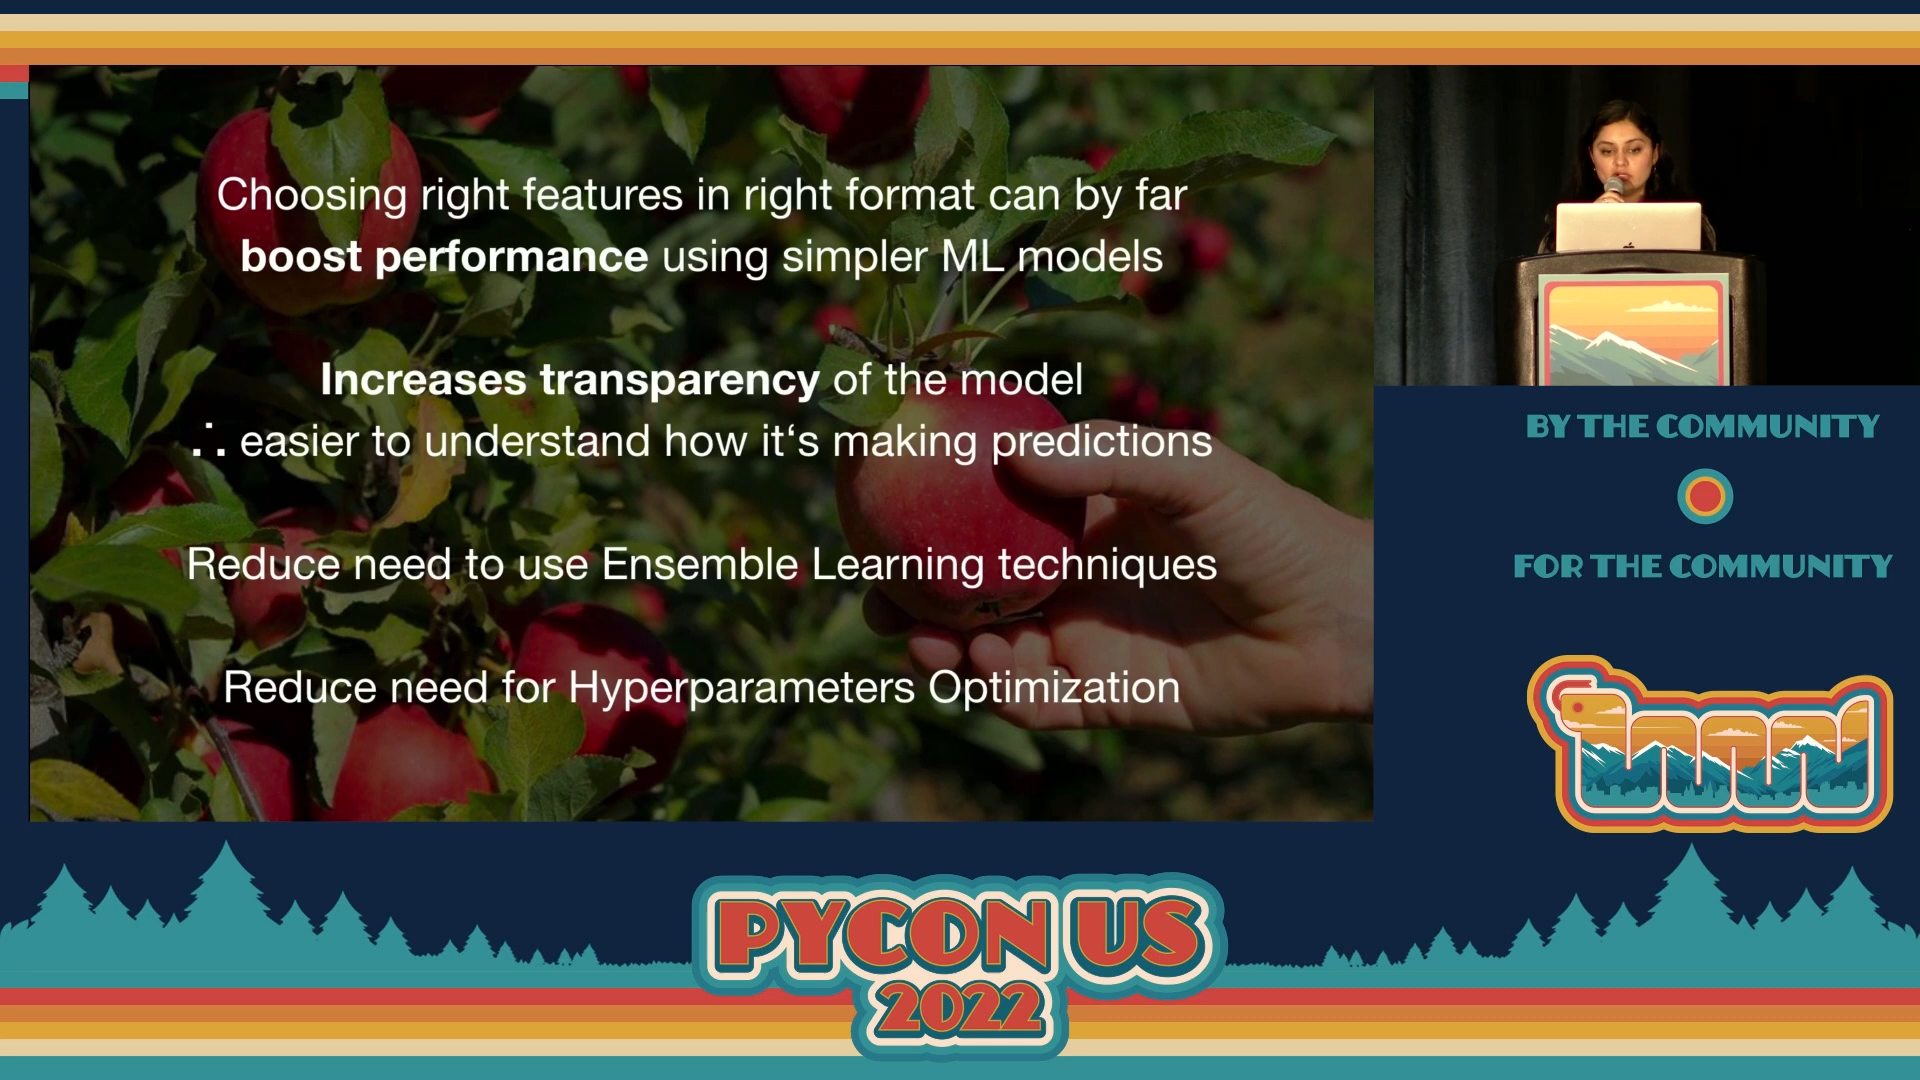 Choosing right features in right format can by far
boost performance using simpler ML models
Increases transparency of the model
∴ easier to understand how it‘s making predictions
Reduce need to use Ensemble Learning techniques
Reduce need for Hyperparameters Optimization
BY THE COMMUNITY
FOR THE COMMUNITY
PYCON US
2022